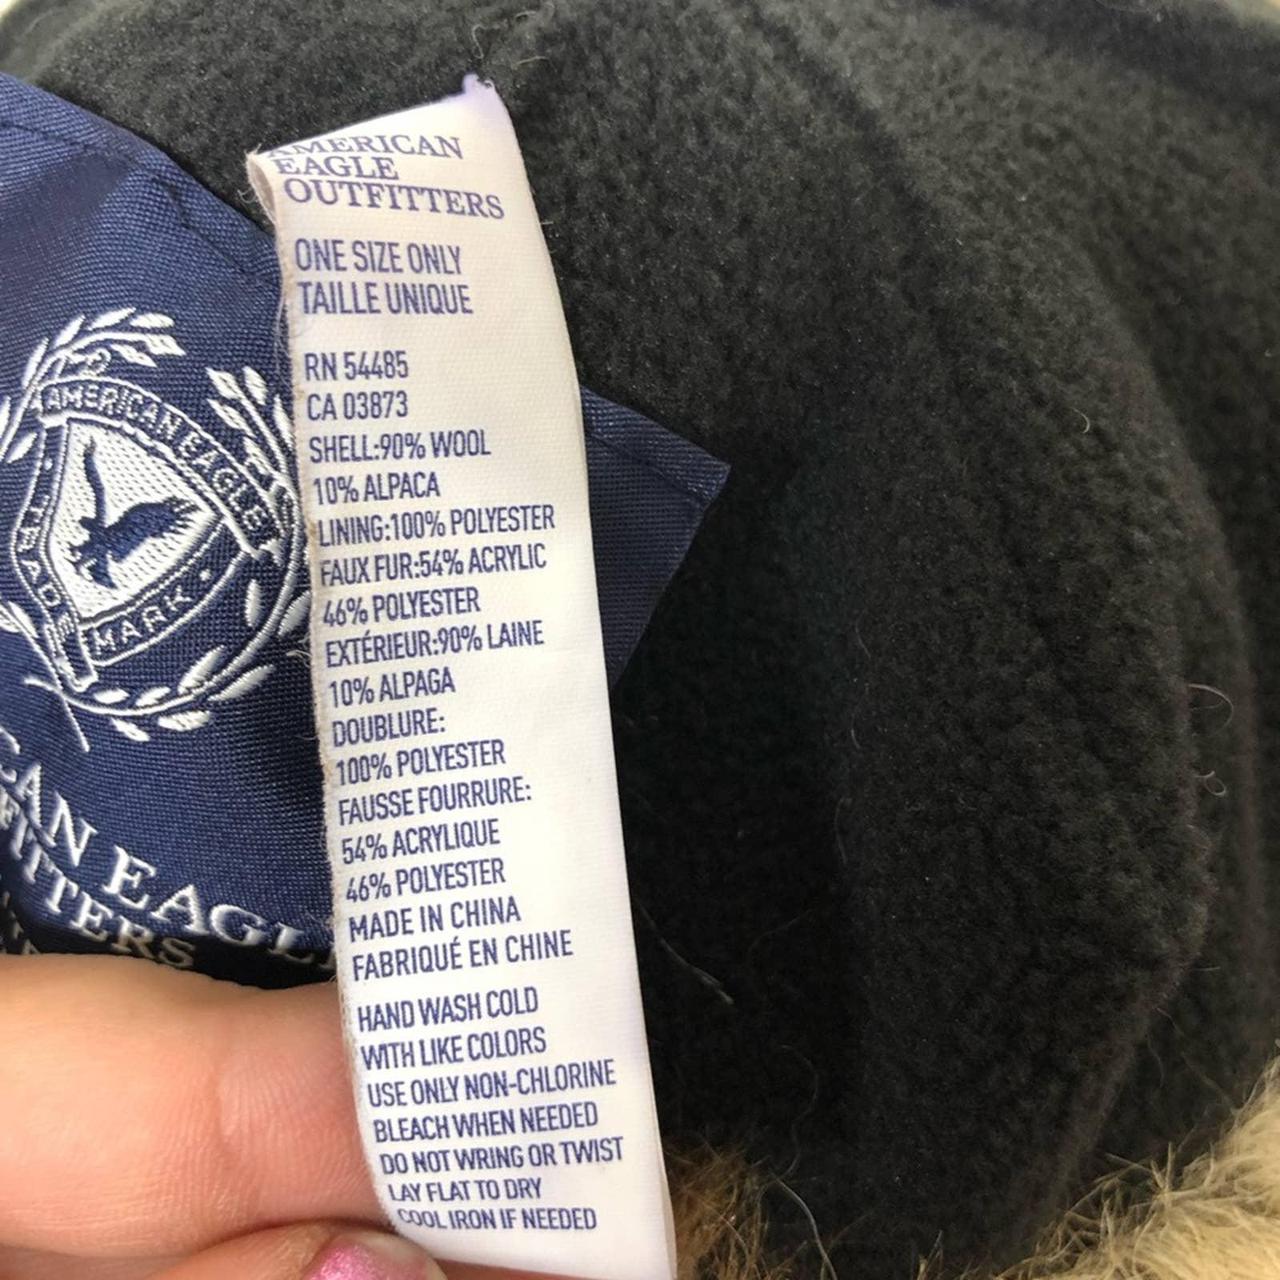 AMERICAN
EAGLE
OUTFITTERS
ONE SIZE ONLY
TAILLE UNIQUE
RN 54485
CA 03873
SHELL:90% WOOL
10% ALPACA
LINING:100% POLYESTER
FAUX FUR:54% ACRYLIC
46% POLYESTER
EXTÉRIEUR:90% LAINE
10% ALPAGA
DOUBLURE:
100% POLYESTER
FAUSSE FOURRURE:
54% ACRYLIQUE
46% POLYESTER
MADE IN CHINA
FABRIQUÉ EN CHINE
HAND WASH COLD
WITH LIKE COLORS
USE ONLY NON-CHLORINE
BLEACH WHEN NEEDED
DO NOT WRING OR TWIST
LAY FLAT TO DRY
COOL IRON IF NEEDED
AMERICAN EAGLE
MARK
CAN EAGL
ITTERS